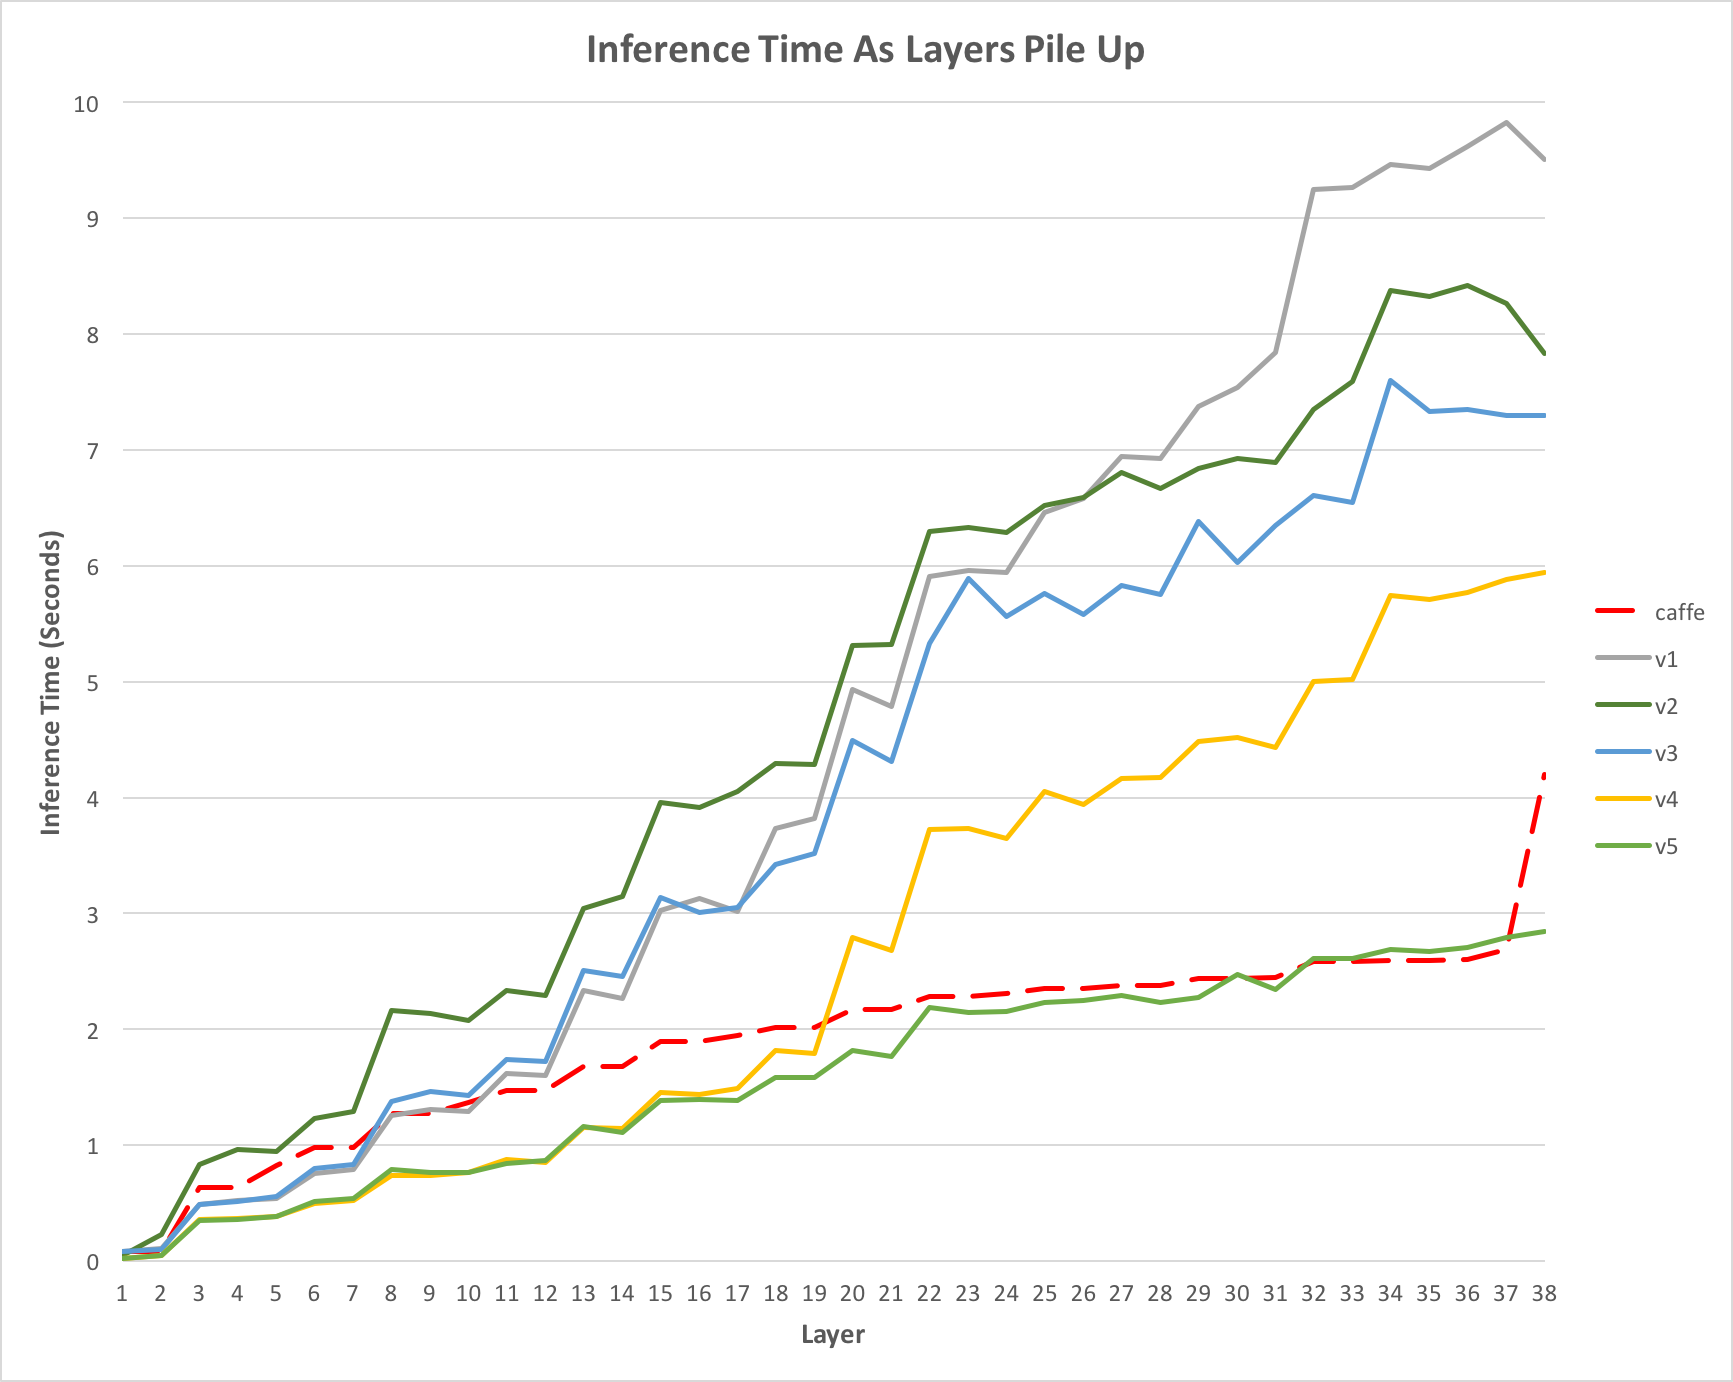 Inference Time As Layers Pile Up
10
9
8
7
6
5
4
3
2
1
0
Inference Time (Seconds)
1 2 3 4 5 6 7 8 9 10 11 12 13 14 15 16 17 18 19 20 21 22 23 24 25 26 27 28 29 30 31 32 33 34 35 36 37 38
Layer
caffe
v1
v2
v3
v4
v5